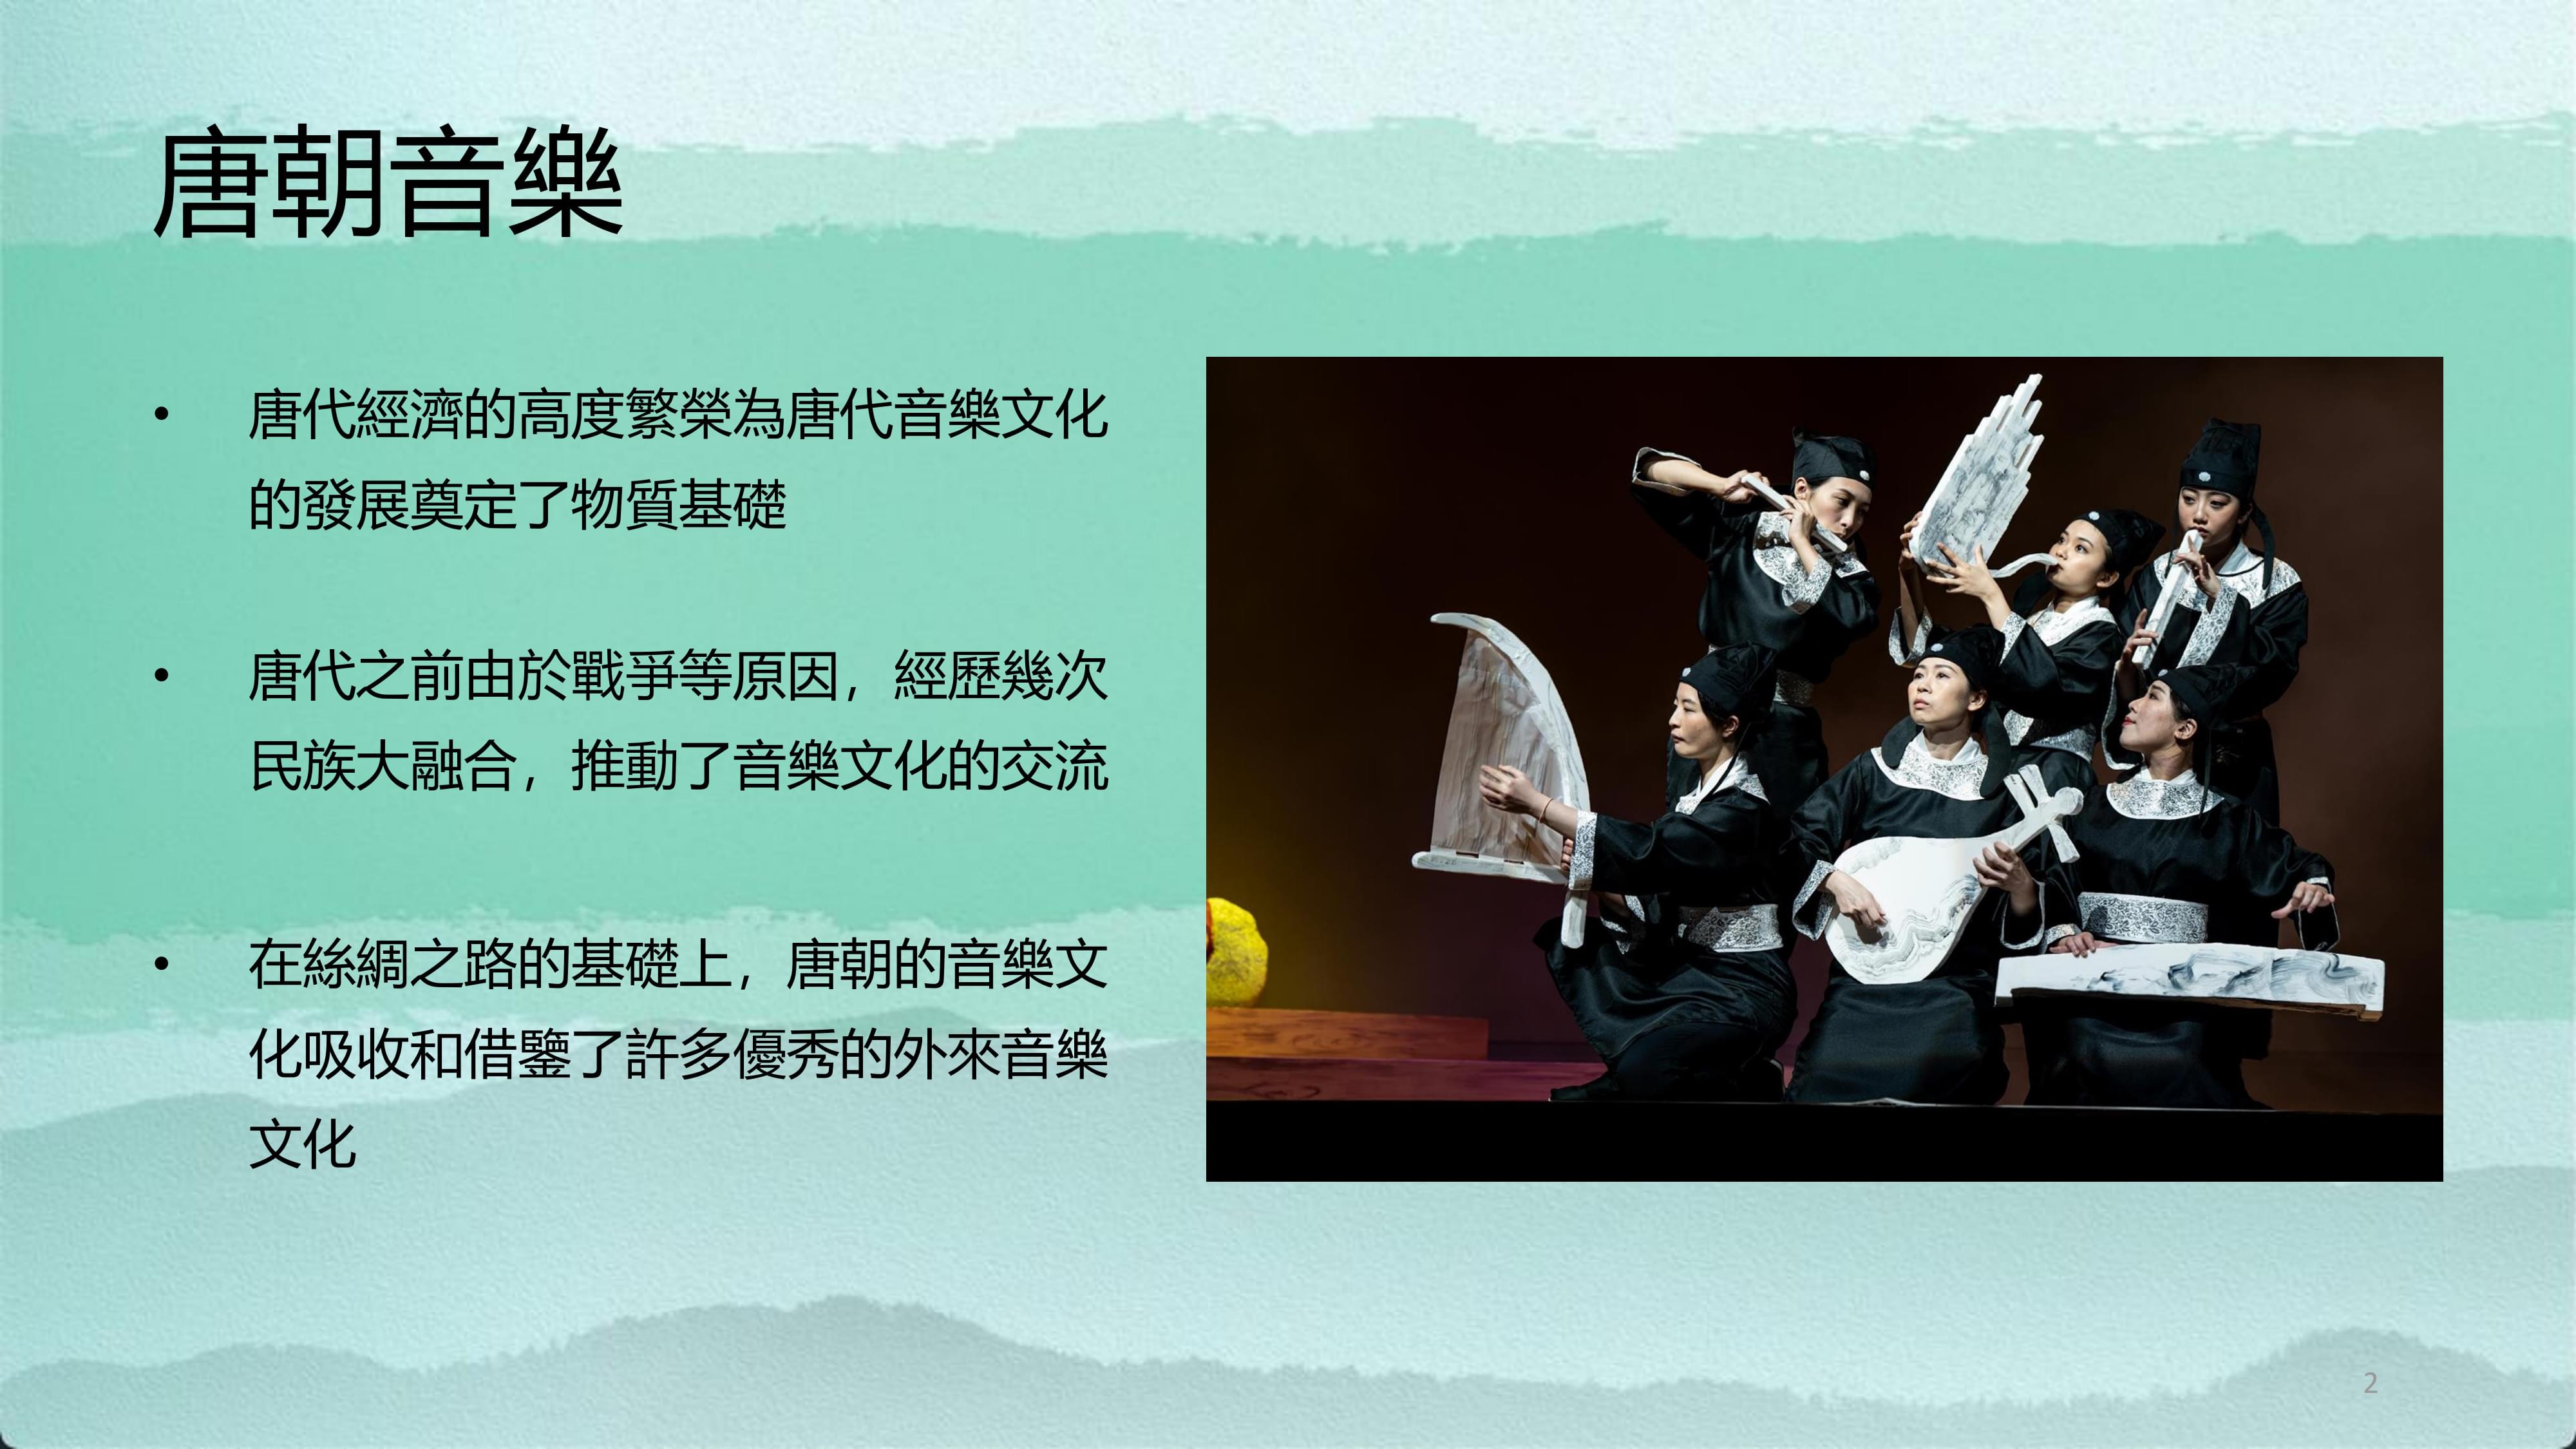 唐朝音樂
• 唐代經濟的高度繁榮為唐代音樂文化
的發展奠定了物質基礎
• 唐代之前由於戰爭等原因，經歷幾次
民族大融合，推動了音樂文化的交流
• 在絲綢之路的基礎上，唐朝的音樂文
化吸收和借鑒了許多優秀的外來音樂
文化
2